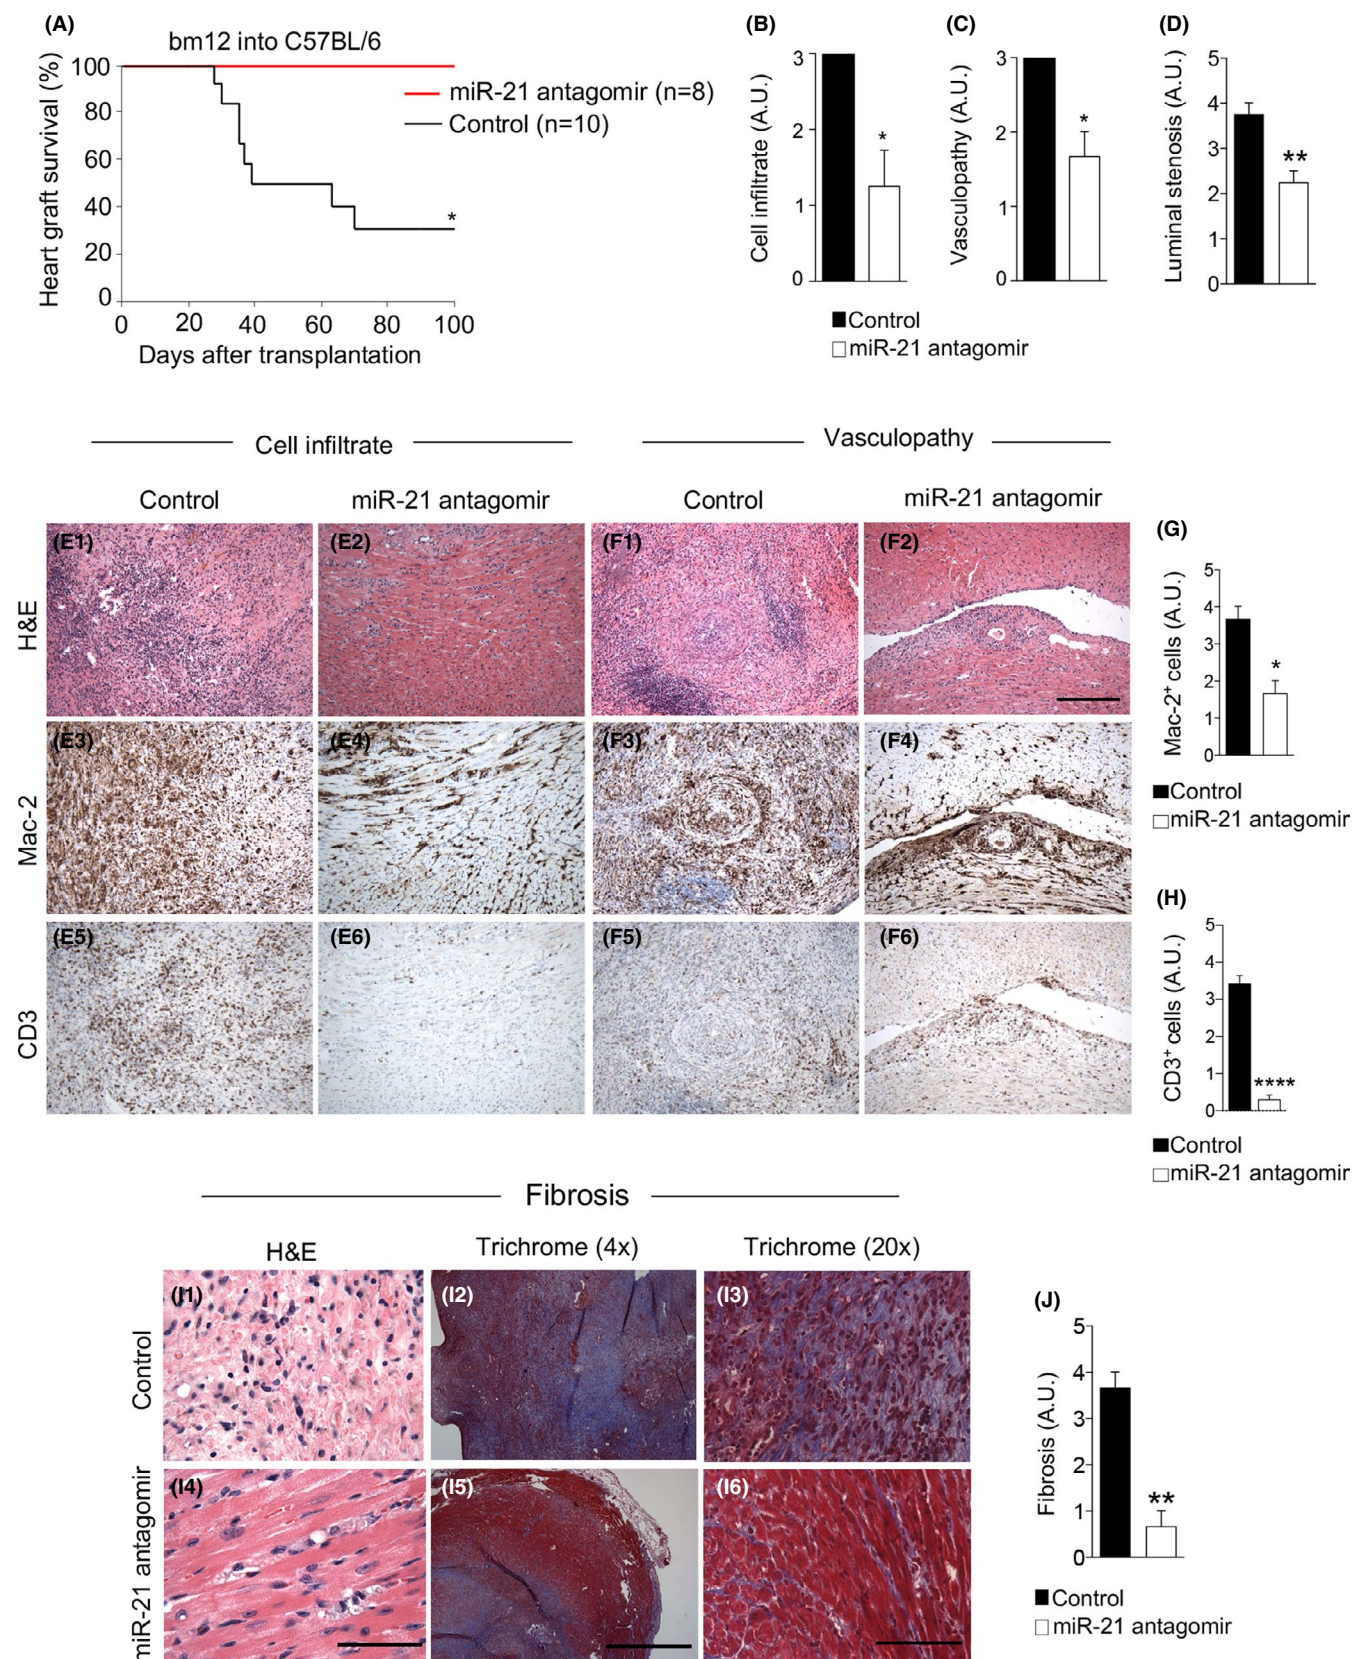 (A)
bm12 into C57BL/6
Heart graft survival (%)
100
80
60
40
20
0
0 20 40 60 80 100
Days after transplantation
miR-21 antagomir (n=8)
Control (n=10)
*
(B)
Cell infiltrate (A.U.)
3
2
1
0
*
(C)
Vasculopathy (A.U.)
3
2
1
0
*
(D)
Luminal stenosis (A.U.)
5
4
3
2
1
0
**
Control
miR-21 antagomir
Cell infiltrate
Vasculopathy
Control
miR-21 antagomir
Control
miR-21 antagomir
H&E
(E1)
(E2)
(F1)
(F2)
Mac-2
(E3)
(E4)
(F3)
(F4)
CD3
(E5)
(E6)
(F5)
(F6)
(G)
Mac-2⁺ cells (A.U.)
5
4
3
2
1
0
*
Control
miR-21 antagomir
(H)
CD3⁺ cells (A.U.)
5
4
3
2
1
0
****
Control
miR-21 antagomir
Fibrosis
H&E
Trichrome (4x)
Trichrome (20x)
Control
(I1)
(I2)
(I3)
miR-21 antagomir
(I4)
(I5)
(I6)
(J)
Fibrosis (A.U.)
5
4
3
2
1
0
**
Control
miR-21 antagomir